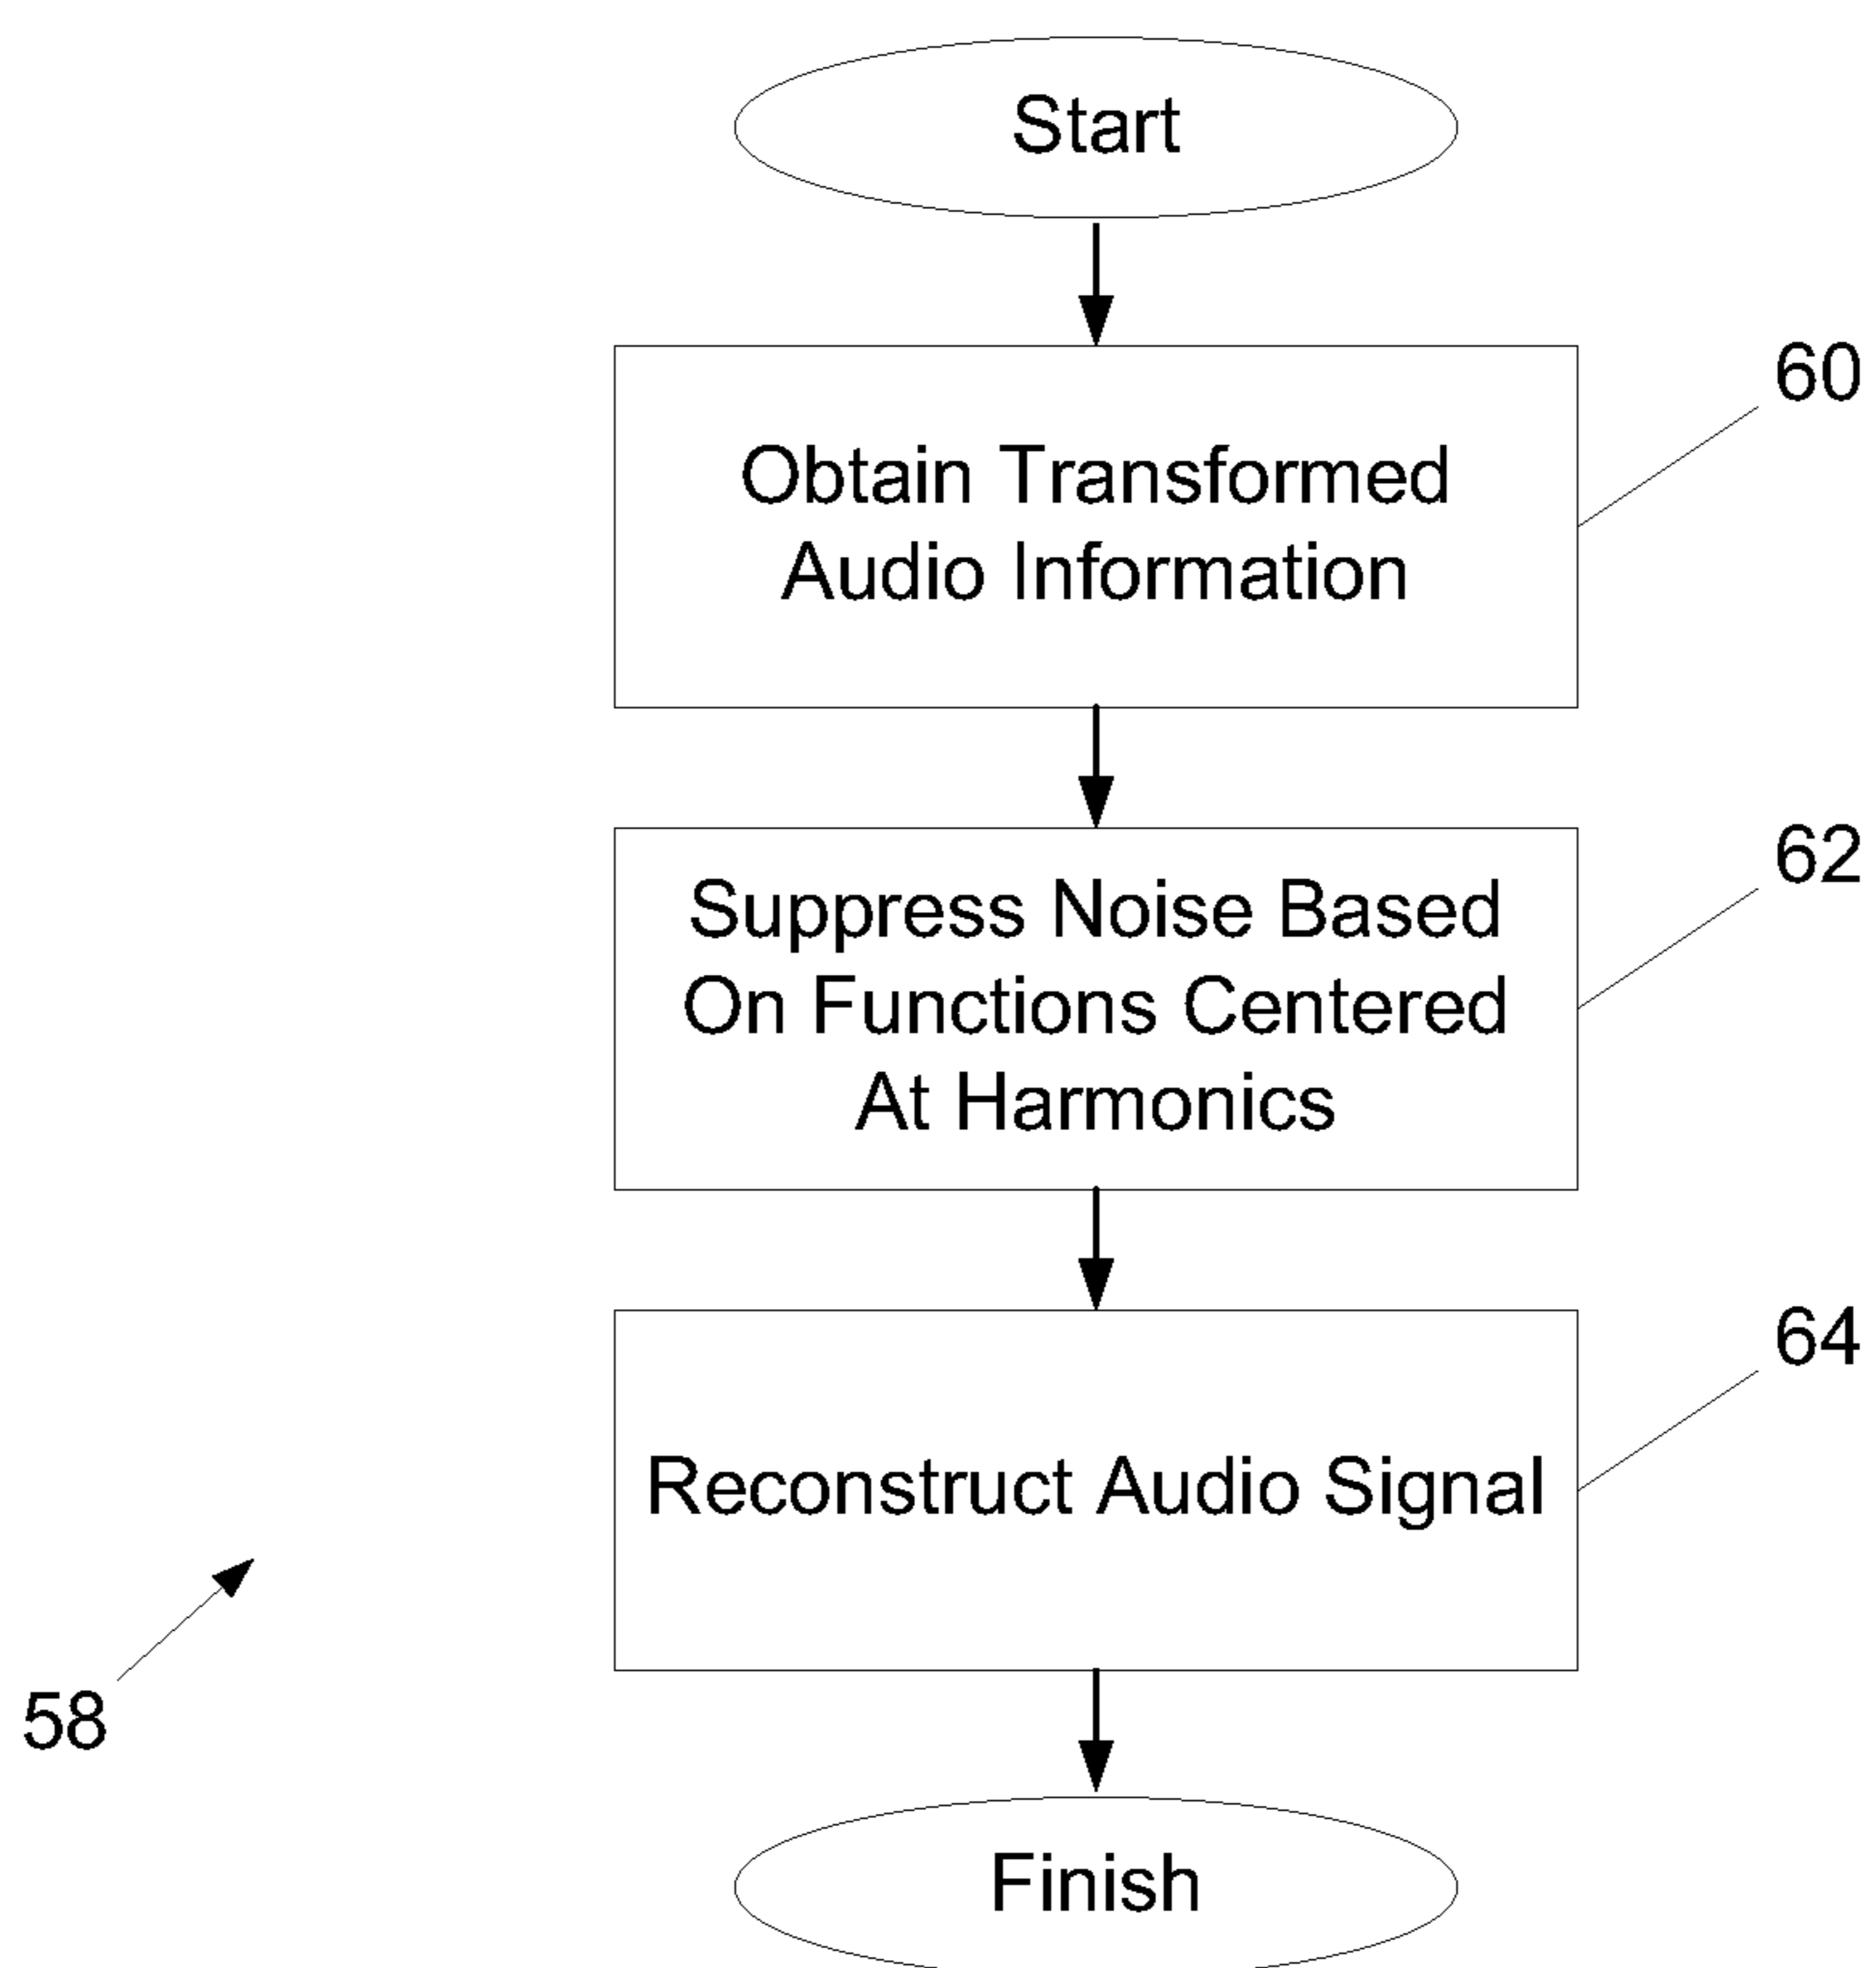 Start
60
Obtain Transformed
Audio Information
62
Suppress Noise Based
On Functions Centered
At Harmonics
64
Reconstruct Audio Signal
58
Finish